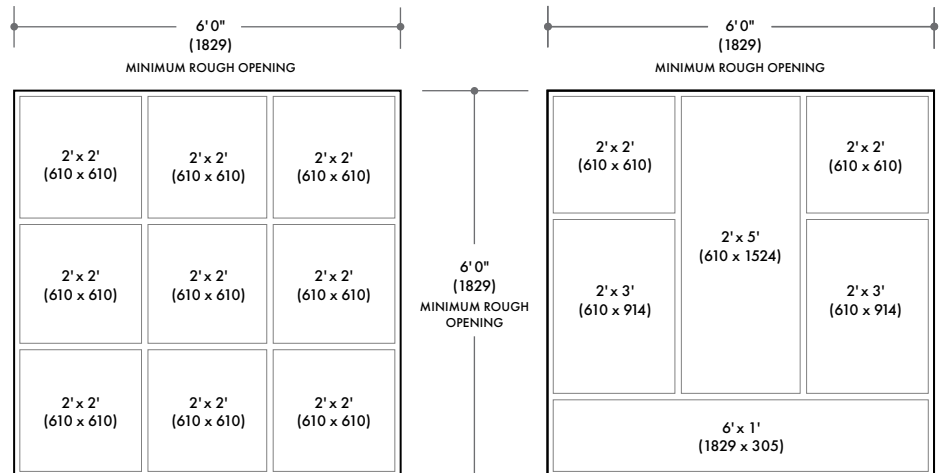 6' 0"
(1829)
MINIMUM ROUGH OPENING
2' x 2'
(610 x 610)
2' x 2'
(610 x 610)
2' x 2'
(610 x 610)
2' x 2'
(610 x 610)
2' x 2'
(610 x 610)
2' x 2'
(610 x 610)
2' x 2'
(610 x 610)
2' x 2'
(610 x 610)
2' x 2'
(610 x 610)
6' 0"
(1829)
MINIMUM ROUGH
OPENING
6' 0"
(1829)
MINIMUM ROUGH OPENING
2' x 2'
(610 x 610)
2' x 5'
(610 x 1524)
2' x 2'
(610 x 610)
2' x 3'
(610 x 914)
2' x 3'
(610 x 914)
6' x 1'
(1829 x 305)